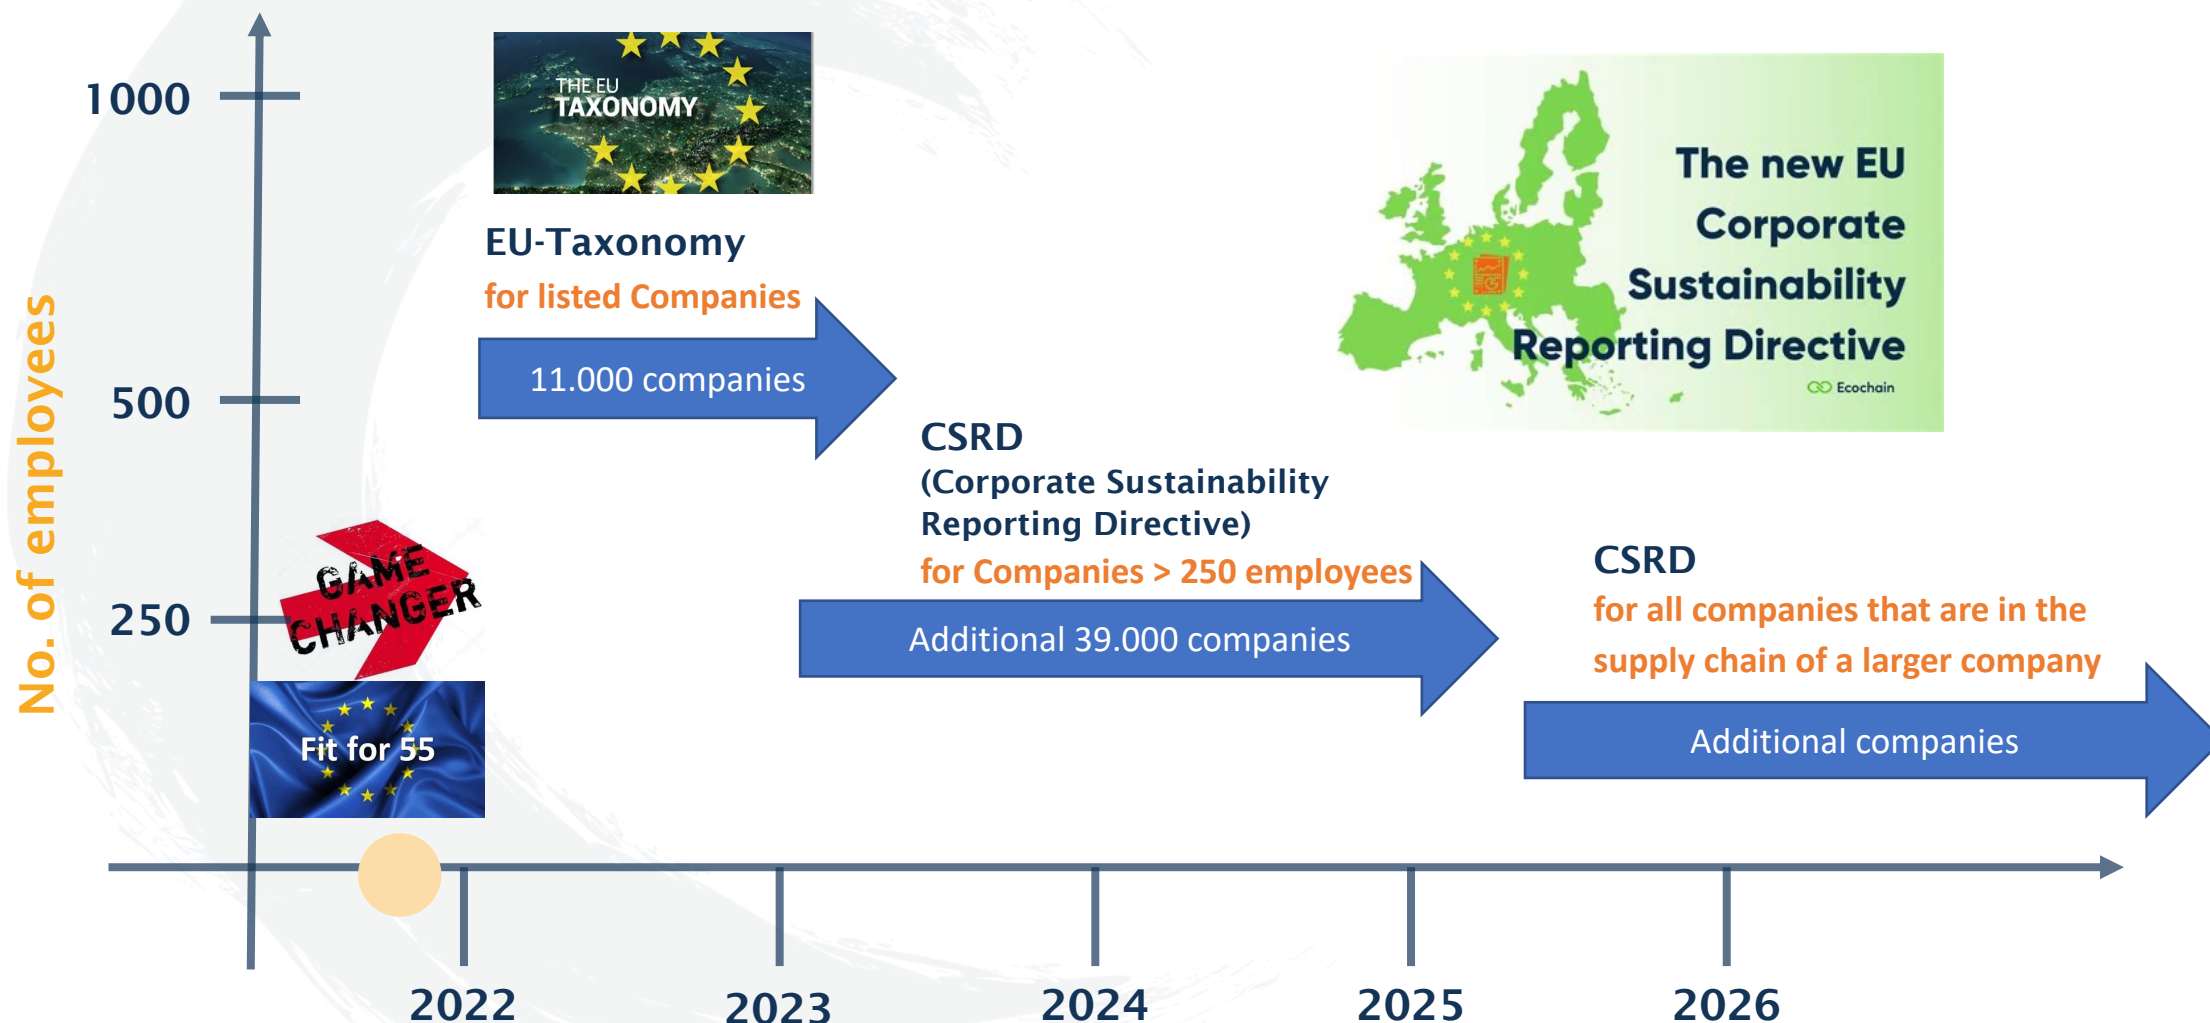 No. of employees
1000
500
250
THE EU
TAXONOMY
EU-Taxonomy
for listed Companies
11.000 companies
GAME
CHANGER
Fit for 55
CSRD
(Corporate Sustainability
Reporting Directive)
for Companies > 250 employees
Additional 39.000 companies
The new EU
Corporate
Sustainability
Reporting Directive
Ecochain
CSRD
for all companies that are in the
supply chain of a larger company
Additional companies
2022
2023
2024
2025
2026